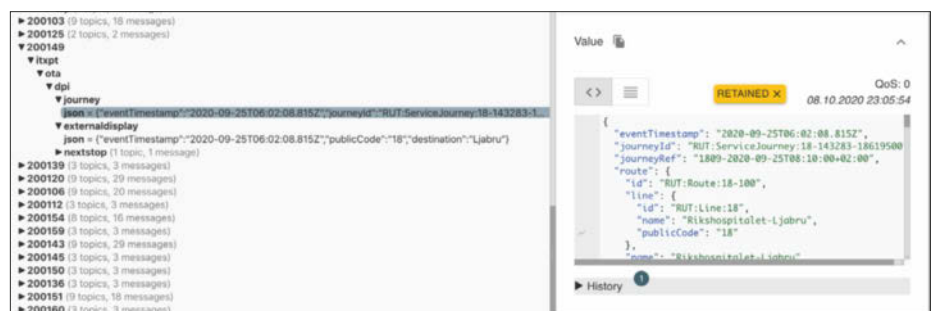 ▶200103 (9 topics, 18 messages)
▶200125 (2 topics, 2 messages)
▼200149
▼itxpt
▼ota
▼dpi
▼journey
json = {"eventTimestamp":"2020-09-25T06:02:08.815Z","journeyId":"RUT:ServiceJourney:18-143283-1...
▼externaldisplay
json = {"eventTimestamp":"2020-09-25T06:02:08.815Z","publicCode":"18","destination":"Ljabru"}
▶nextstop (1 topic, 1 message)
▶200139 (3 topics, 3 messages)
▶200120 (9 topics, 29 messages)
▶200106 (9 topics, 20 messages)
▶200112 (3 topics, 3 messages)
▶200154 (8 topics, 16 messages)
▶200159 (3 topics, 3 messages)
▶200143 (9 topics, 29 messages)
▶200145 (3 topics, 3 messages)
▶200150 (3 topics, 3 messages)
▶200136 (3 topics, 3 messages)
▶200151 (9 topics, 18 messages)
▶200160 (3 topics, 3 messages)
Value
<> RETAINED × QoS: 0
08.10.2020 23:05:54
{
"eventTimestamp": "2020-09-25T06:02:08.815Z",
"journeyId": "RUT:ServiceJourney:18-143283-18619500
"journeyRef": "1809-2020-09-25T08:10:00+02:00",
"route": {
"id": "RUT:Route:18-100",
"line": {
"id": "RUT:Line:18",
"name": "Rikshospitalet-Ljabru",
"publicCode": "18"
},
"name": "Rikshospitalet-Ljabru"
▶ History 1